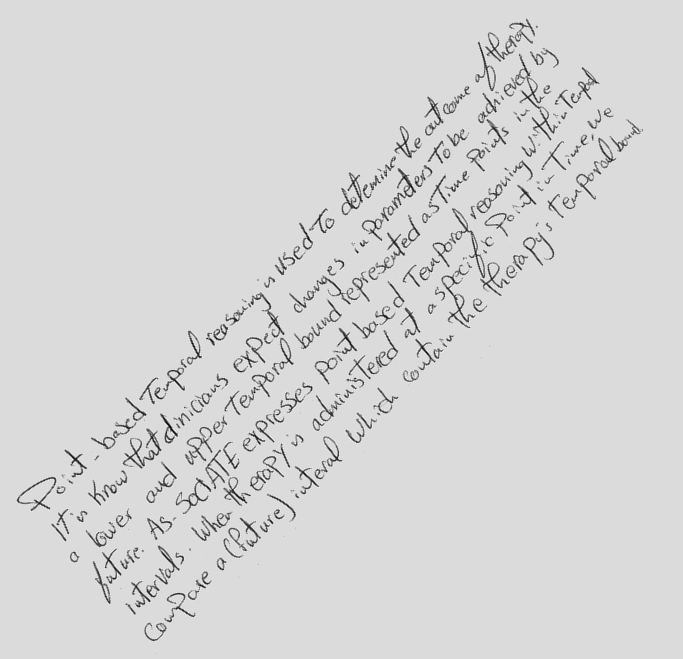 Point-based Temporal reasoning is used to determine the outcome of therapy.
It is know that clinicians expect changes in parameters to be achieved by
a lower and upper temporal bound represented as time points in the
future. As SOCATE expresses point based temporal reasoning within tempal
intervals. When therapy is administered at a specific point in time, we
compare a (future) interal which contain the therapy's temporal bound.